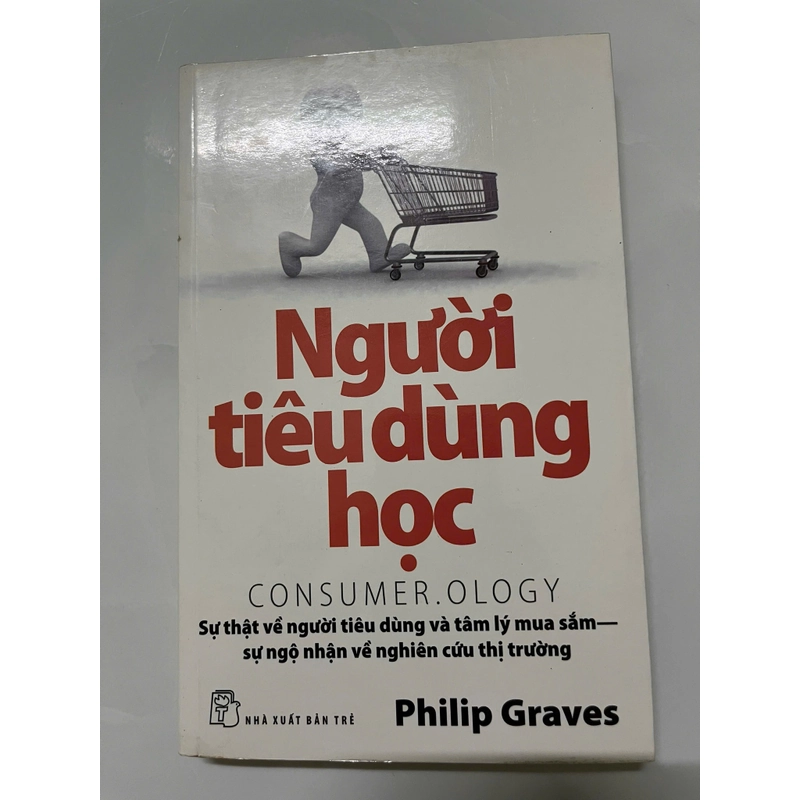 Người
tiêu dùng
học
CONSUMER.OLOGY
Sự thật về người tiêu dùng và tâm lý mua sắm—
sự ngộ nhận về nghiên cứu thị trường
NHÀ XUẤT BẢN TRẺ
Philip Graves